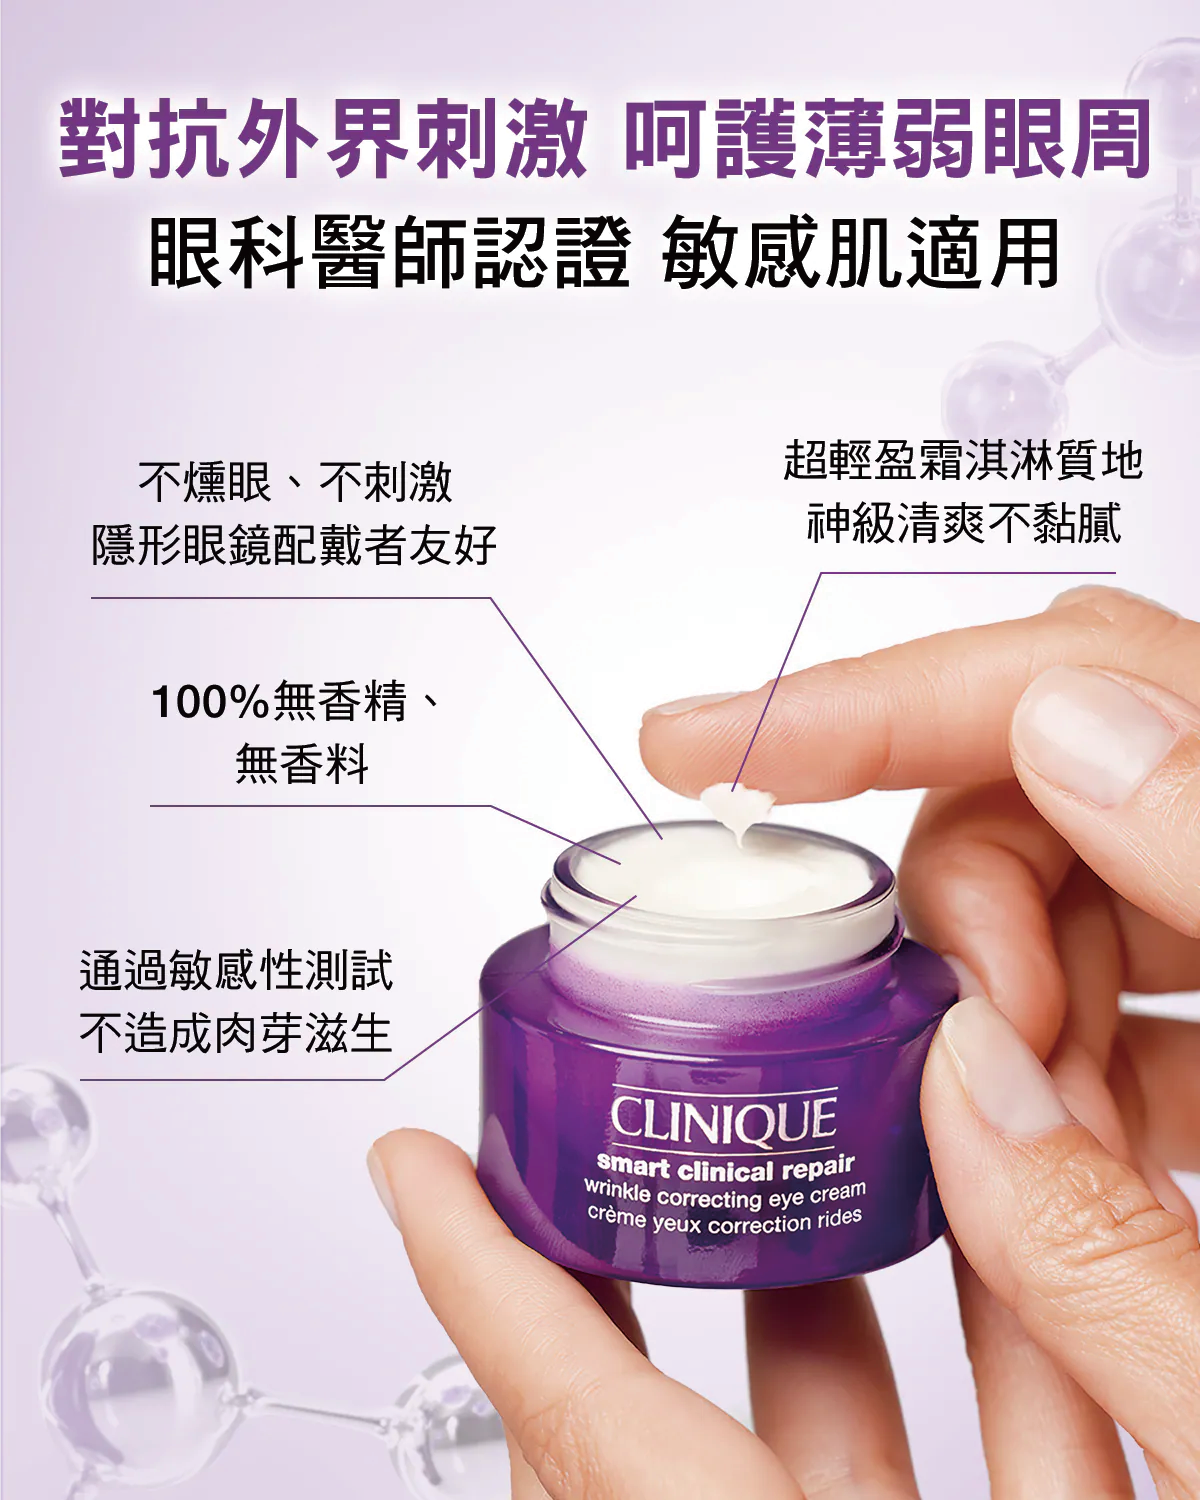 對抗外界刺激 呵護薄弱眼周
眼科醫師認證 敏感肌適用
不燻眼、不刺激
隱形眼鏡配戴者友好
超輕盈霜淇淋質地
神級清爽不黏膩
100%無香精、
無香料
通過敏感性測試
不造成肉芽滋生
CLINIQUE
smart clinical repair
wrinkle correcting eye cream
crème yeux correction rides